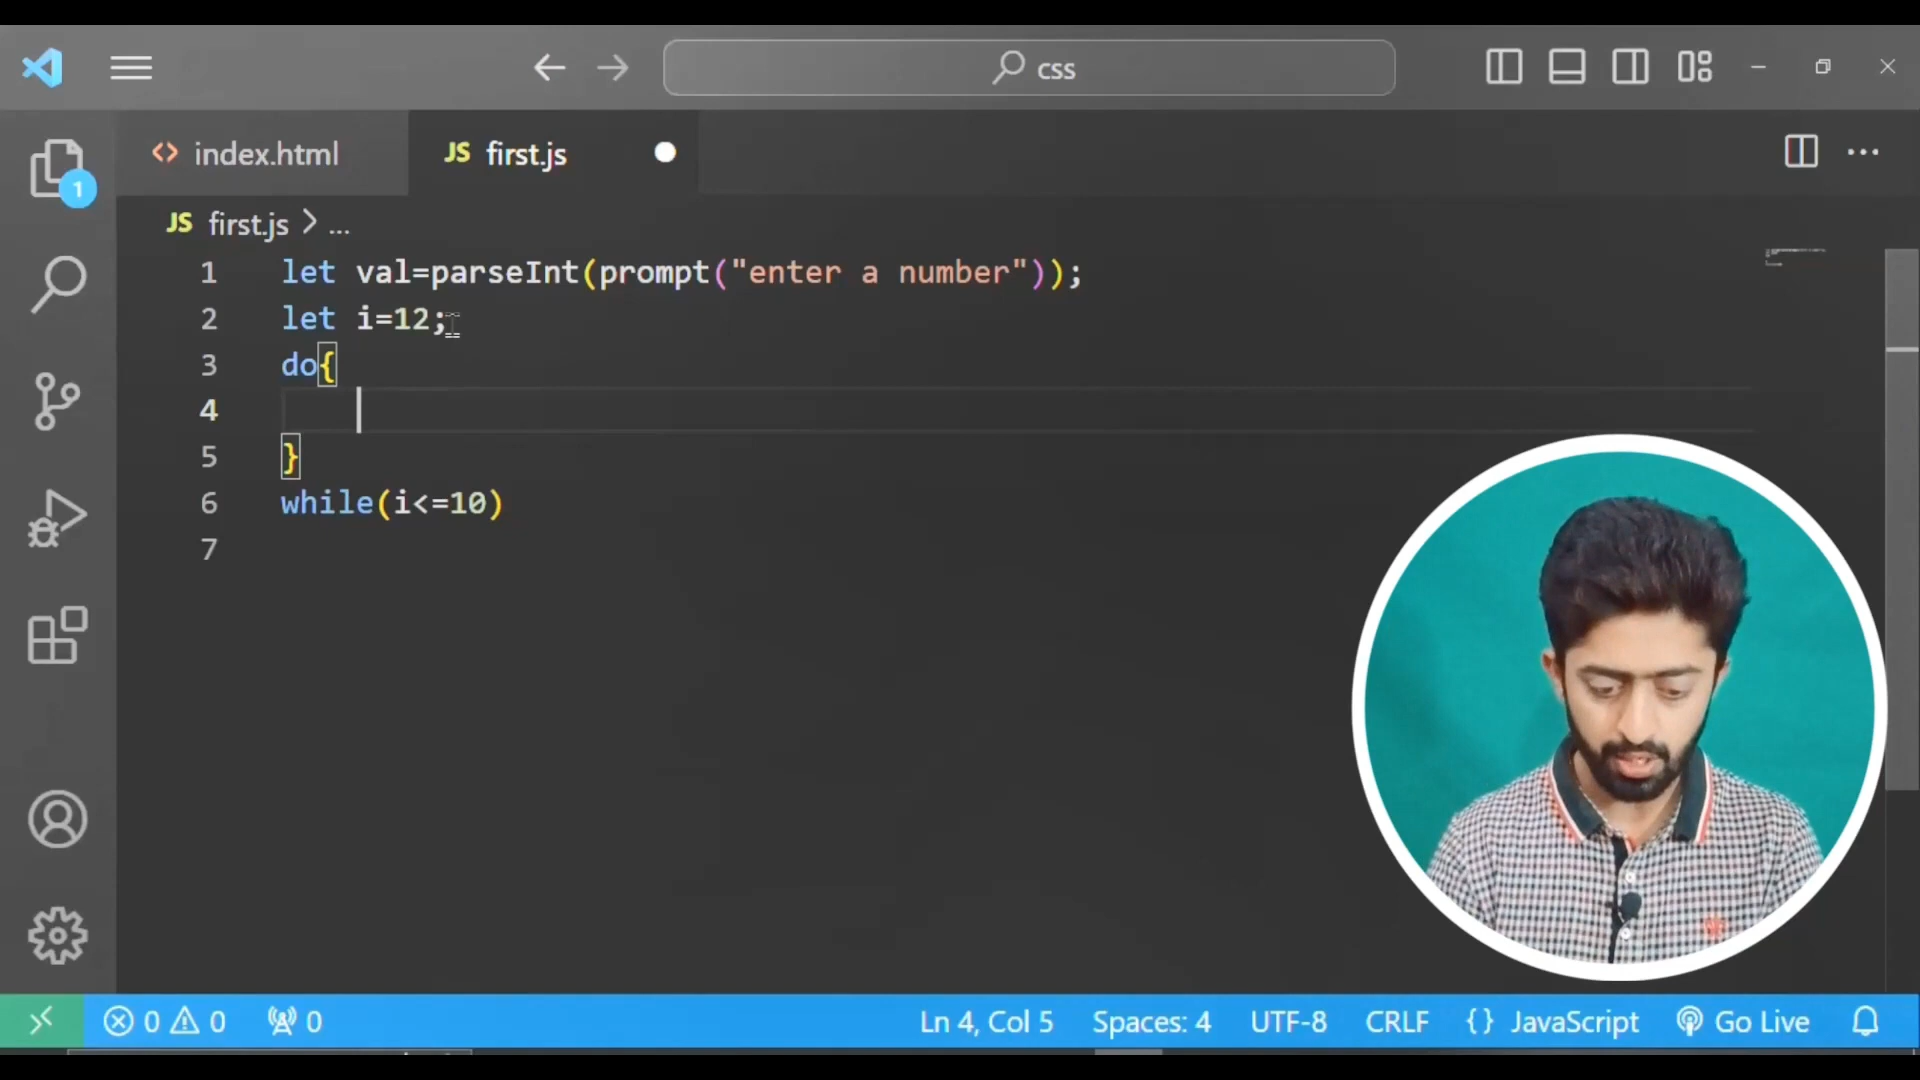 css
index.html
JS first.js
1
JS first.js > ...
1 let val=parseInt(prompt("enter a number"));
2 let i=12;
3 do{
4
5 }
6 while(i<=10)
7
0 0 0 Ln 4, Col 5 Spaces: 4 UTF-8 CRLF {} JavaScript Go Live